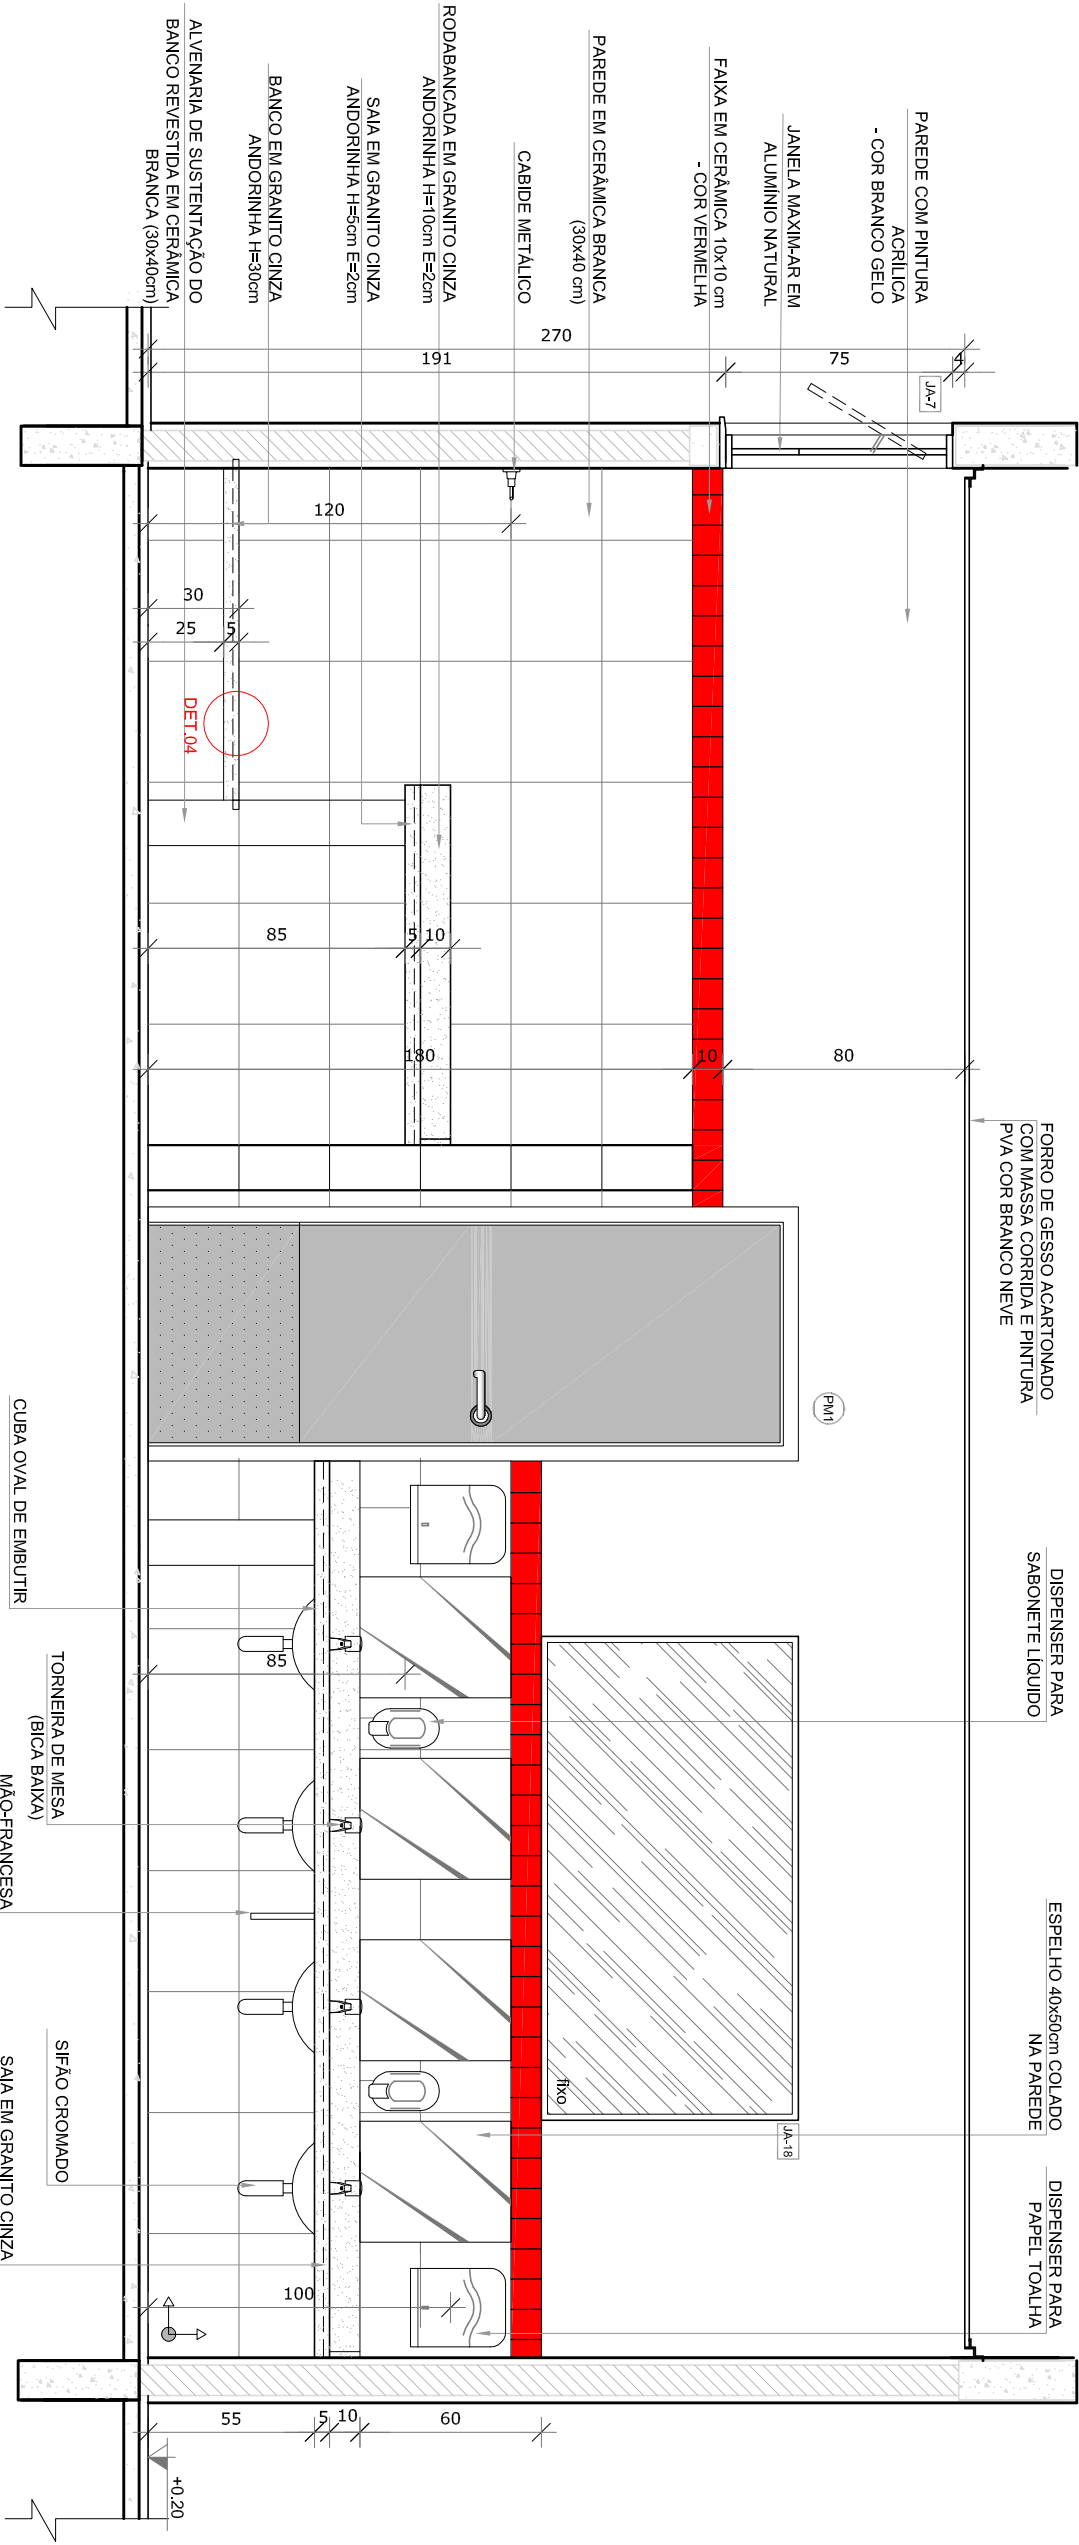 PAREDE COM PINTURA
ACRÍLICA
- COR BRANCO GELO
JANELA MAXIM-AR EM
ALUMÍNIO NATURAL
FAIXA EM CERÂMICA 10x10 cm
- COR VERMELHA
PAREDE EM CERÂMICA BRANCA
(30x40 cm)
CABIDE METÁLICO
RODABANCADA EM GRANITO CINZA
ANDORINHA H=10cm E=2cm
SAIA EM GRANITO CINZA
ANDORINHA H=5cm E=2cm
BANCO EM GRANITO CINZA
ANDORINHA H=30cm
ALVENARIA DE SUSTENTAÇÃO DO
BANCO REVESTIDA EM CERÂMICA
BRANCA (30x40cm)
270
191
75
4
JA-7
120
30
25
5
DET.04
85
5
10
180
10
80
FORRO DE GESSO ACARTONADO
COM MASSA CORRIDA E PINTURA
PVA COR BRANCO NEVE
PM1
DISPENSER PARA
SABONETE LÍQUIDO
ESPELHO 40x50cm COLADO
NA PAREDE
DISPENSER PARA
PAPEL TOALHA
fixo
JA-18
85
100
CUBA OVAL DE EMBUTIR
TORNEIRA DE MESA
(BICA BAIXA)
MÃO-FRANCESA
SIFÃO CROMADO
SAIA EM GRANITO CINZA
55
5
10
60
+0.20